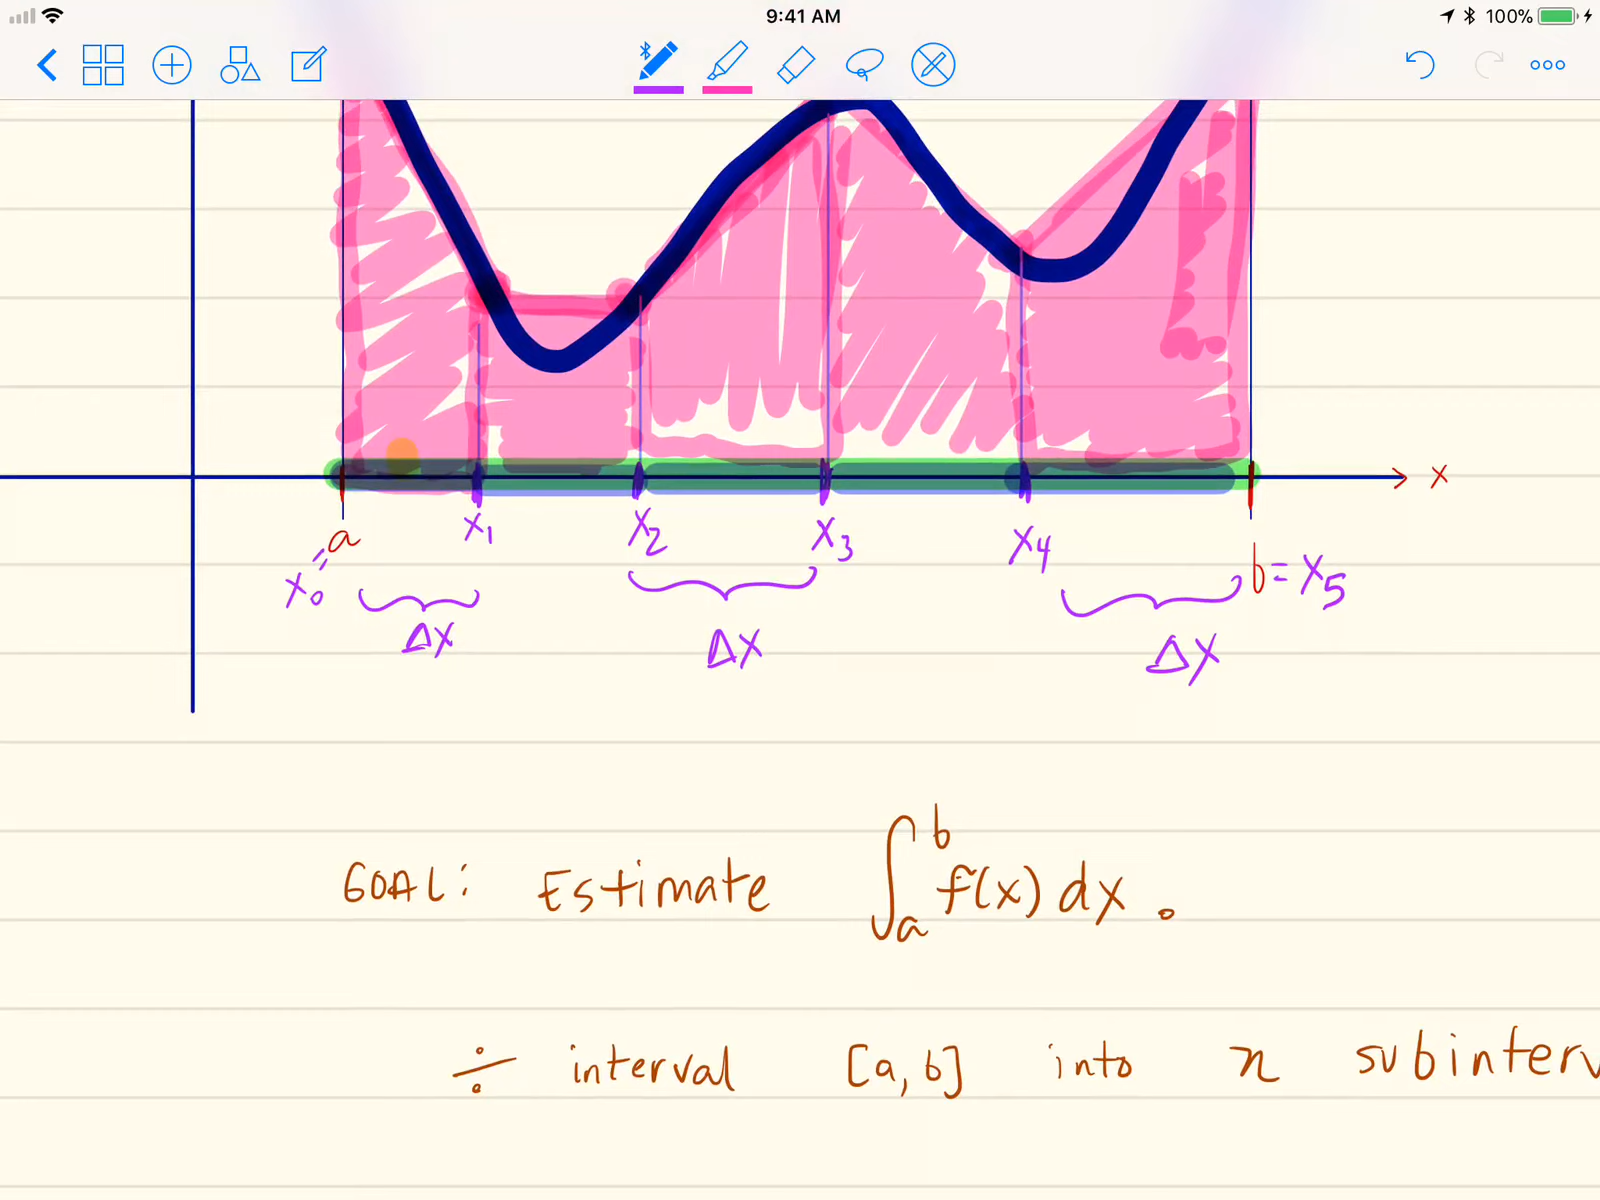 9:41 AM
100%
x
a x₁ x₂ x₃ x₄ b = x₅
x₀ =
Δx Δx Δx
GOAL: Estimate ∫ₐᵇ f(x) dx.
÷ interval [a, b] into n subinterv